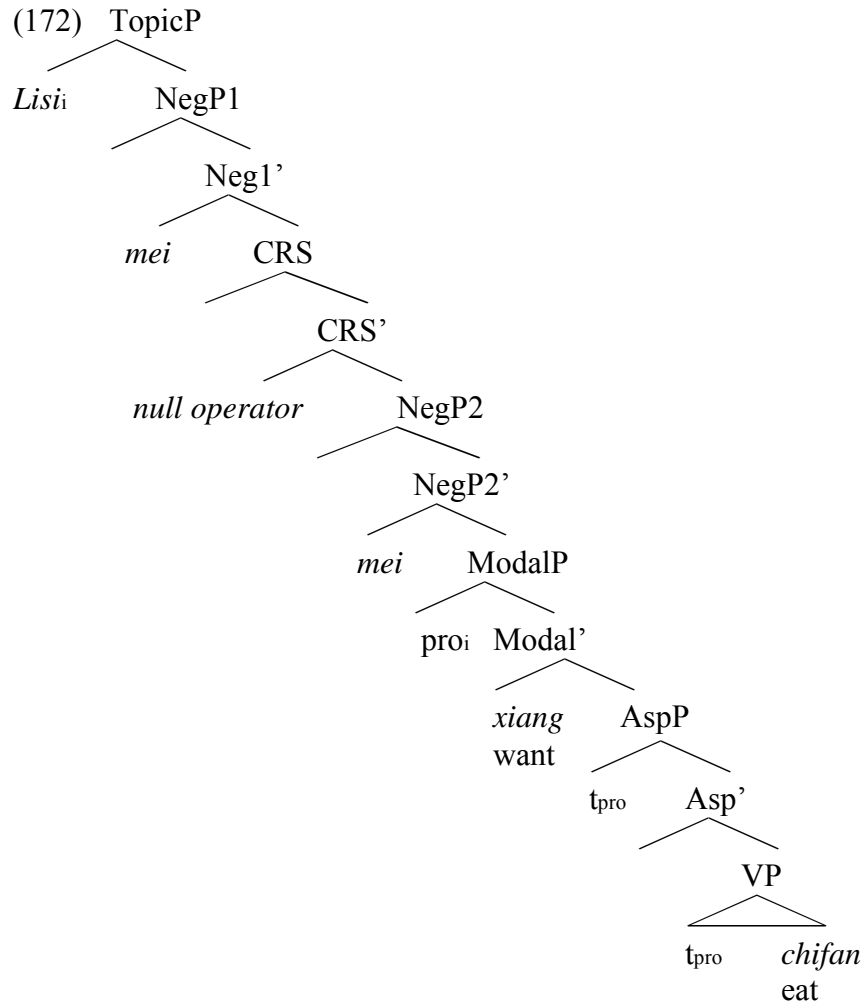 (172) TopicP
Lisii NegP1
Neg1’
mei CRS
CRS’
null operator NegP2
NegP2’
mei ModalP
proi Modal’
xiang AspP
want
tpro Asp’
VP
tpro chifan
eat